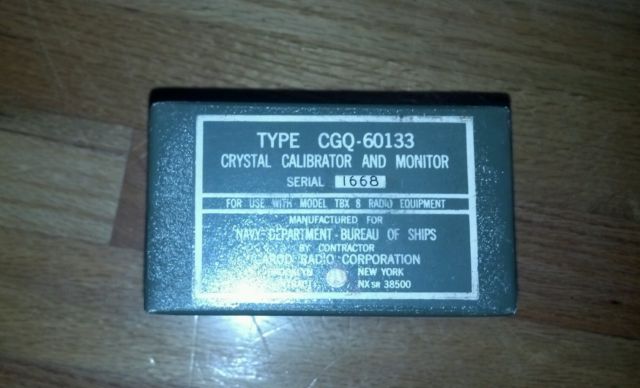 TYPE CGQ-60133
CRYSTAL CALIBRATOR AND MONITOR
SERIAL 1668
FOR USE WITH MODEL TBX 8 RADIO EQUIPMENT
MANUFACTURED FOR
NAVY DEPARTMENT - BUREAU OF SHIPS
BY CONTRACTOR
RADIO CORPORATION
BROOKLYN NEW YORK
NXsr 38500